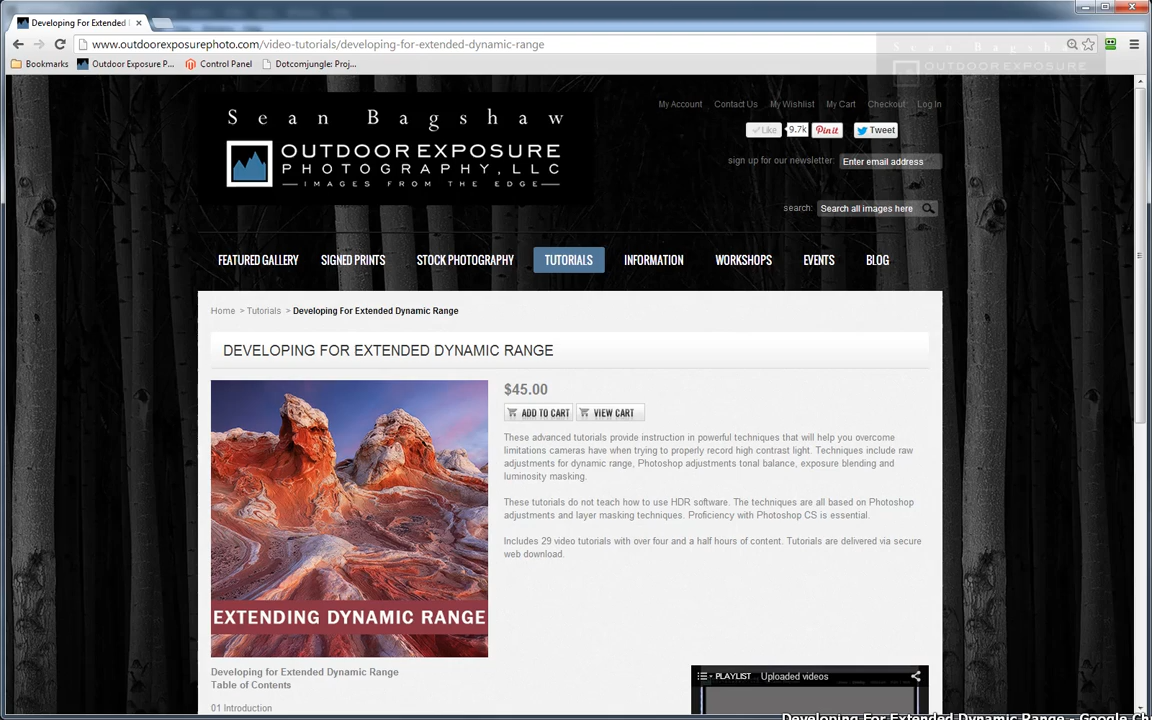 Developing For Extended
www.outdoorexposurephoto.com/video-tutorials/developing-for-extended-dynamic-range
Bookmarks Outdoor Exposure P... Control Panel Dotcomjungle: Proj...
Sean Bagshaw
OUTDOOREXPOSURE
PHOTOGRAPHY, LLC
IMAGES FROM THE EDGE
My Account Contact Us My Wishlist My Cart Checkout Log In
Like 9.7k Pin it Tweet
sign up for our newsletter: Enter email address
search: Search all images here
FEATURED GALLERY SIGNED PRINTS STOCK PHOTOGRAPHY TUTORIALS INFORMATION WORKSHOPS EVENTS BLOG
Home > Tutorials > Developing For Extended Dynamic Range
DEVELOPING FOR EXTENDED DYNAMIC RANGE
$45.00
ADD TO CART VIEW CART
These advanced tutorials provide instruction in powerful techniques that will help you overcome
limitations cameras have when trying to properly record high contrast light. Techniques include raw
adjustments for dynamic range, Photoshop adjustments tonal balance, exposure blending and
luminosity masking.
These tutorials do not teach how to use HDR software. The techniques are all based on Photoshop
adjustments and layer masking techniques. Proficiency with Photoshop CS is essential.
Includes 29 video tutorials with over four and a half hours of content. Tutorials are delivered via secure
web download.
EXTENDING DYNAMIC RANGE
Developing for Extended Dynamic Range
Table of Contents
01 Introduction
PLAYLIST Uploaded videos
Developing For Extended Dynamic Range - Google Ch